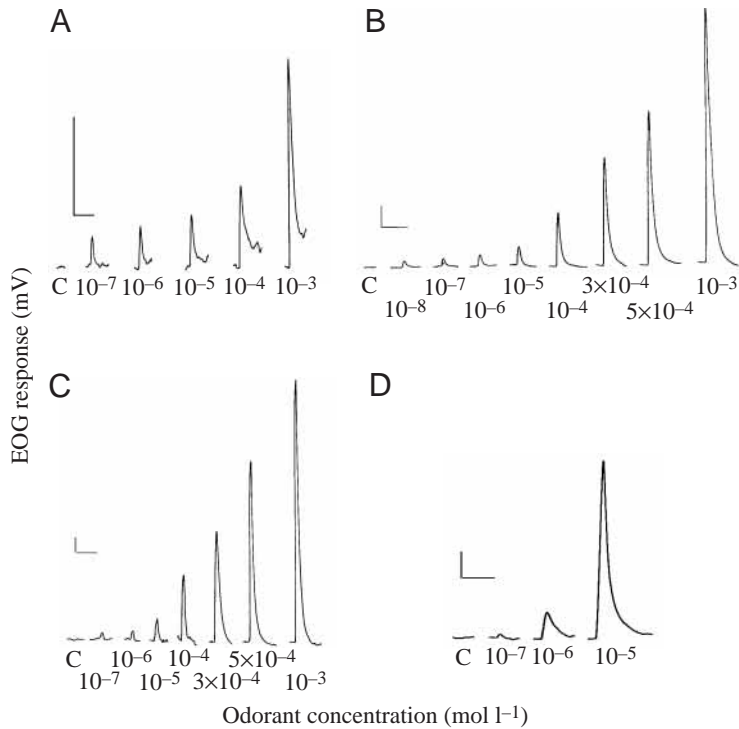 A
C 10⁻⁷ 10⁻⁶ 10⁻⁵ 10⁻⁴ 10⁻³
B
C 10⁻⁷ 10⁻⁵ 3×10⁻⁴ 10⁻³
10⁻⁸ 10⁻⁶ 10⁻⁴ 5×10⁻⁴
EOG response
(mV)
C
C 10⁻⁶ 10⁻⁴ 5×10⁻⁴
10⁻⁷ 10⁻⁵ 3×10⁻⁴ 10⁻³
D
C 10⁻⁷ 10⁻⁶ 10⁻⁵
Odorant concentration (mol l⁻¹)